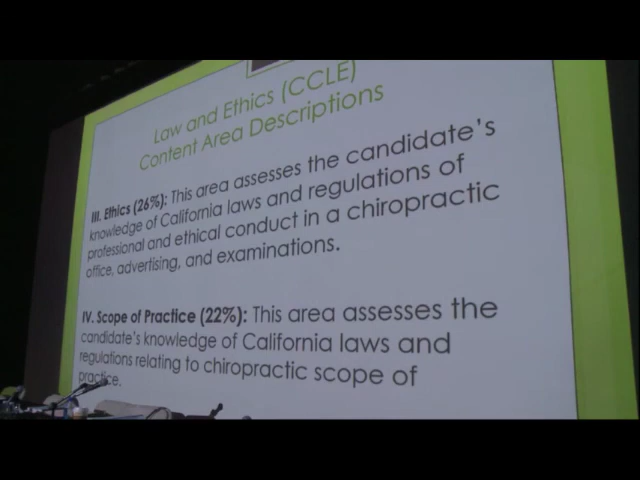 Law and Ethics (CCLE)
Content Area Descriptions
III. Ethics (26%): This area assesses the candidate's
knowledge of California laws and regulations of
professional and ethical conduct in a chiropractic
office, advertising, and examinations.
IV. Scope of Practice (22%): This area assesses the
candidate's knowledge of California laws and
regulations relating to chiropractic scope of
practice.